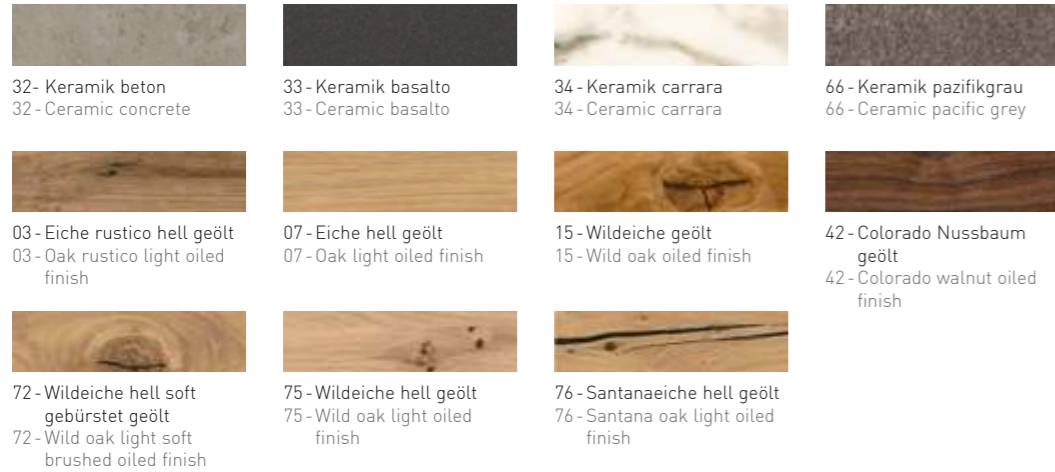 32- Keramik beton
32 - Ceramic concrete
33 - Keramik basalto
33 - Ceramic basalto
34 - Keramik carrara
34 - Ceramic carrara
66 - Keramik pazifikgrau
66 - Ceramic pacific grey
03 - Eiche rustico hell geölt
03 - Oak rustico light oiled
finish
07 - Eiche hell geölt
07 - Oak light oiled finish
15 - Wildeiche geölt
15 - Wild oak oiled finish
42 - Colorado Nussbaum
geölt
42 - Colorado walnut oiled
finish
72 - Wildeiche hell soft
gebürstet geölt
72 - Wild oak light soft
brushed oiled finish
75 - Wildeiche hell geölt
75 - Wild oak light oiled
finish
76 - Santanaeiche hell geölt
76 - Santana oak light oiled
finish